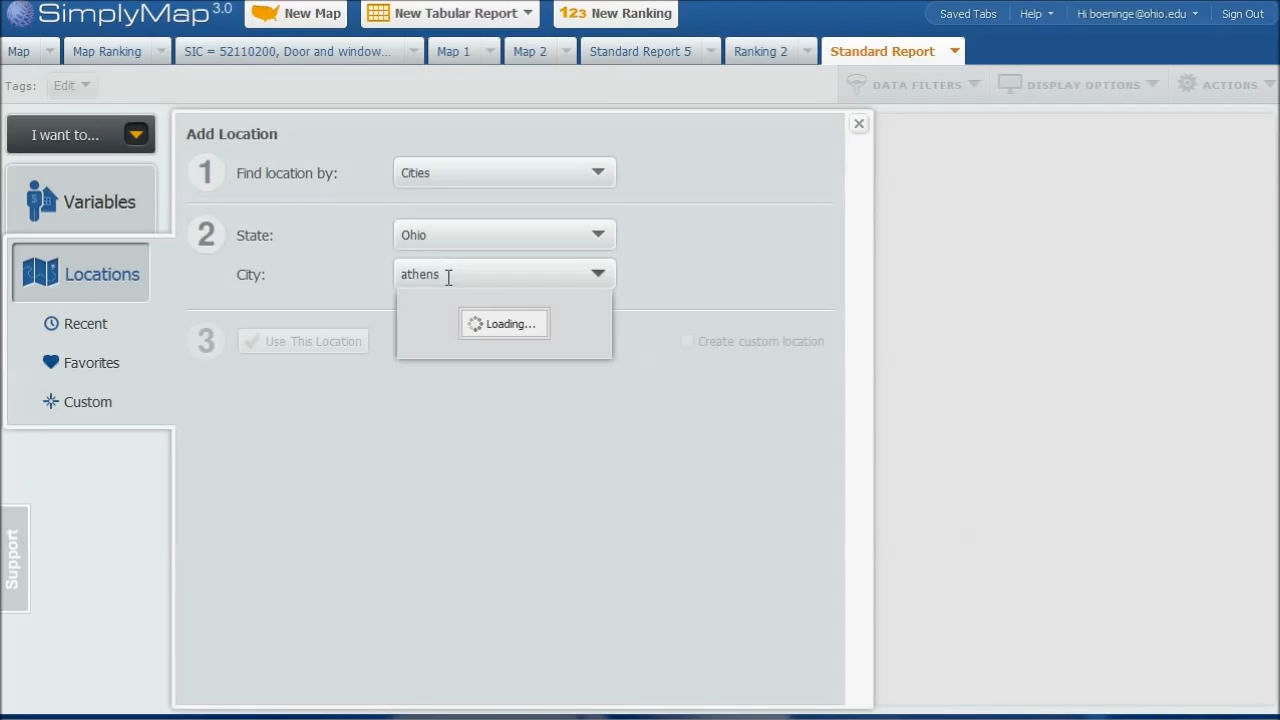 SimplyMap 3.0 New Map New Tabular Report 123 New Ranking Saved Tabs Help Hi boeninge@ohio.edu Sign Out
Map Map Ranking SIC = 52110200, Door and window... Map 1 Map 2 Standard Report 5 Ranking 2 Standard Report
Tags: Edit DATA FILTERS DISPLAY OPTIONS ACTIONS
I want to...
Variables
Locations
Recent
Favorites
Custom
Support
Add Location
1 Find location by: Cities
2 State: Ohio
City: athens
Loading...
3 Use This Location Create custom location